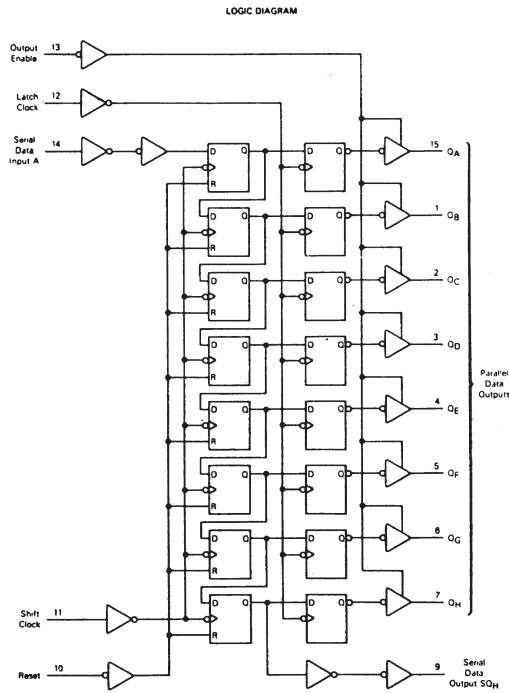 LOGIC DIAGRAM
Output
Enable
13
Latch
Clock
12
Serial
Data
Input A
14
D Q
R
D Q
15
QA
D Q
R
D Q
1
QB
D Q
R
D Q
2
QC
D Q
R
D Q
3
QD
D Q
R
D Q
4
QE
D Q
R
D Q
5
QF
D Q
R
D Q
6
QG
D Q
R
D Q
7
QH
Parallel
Data
Outputs
Shift
Clock
11
Reset
10
9
Serial
Data
Output SQH